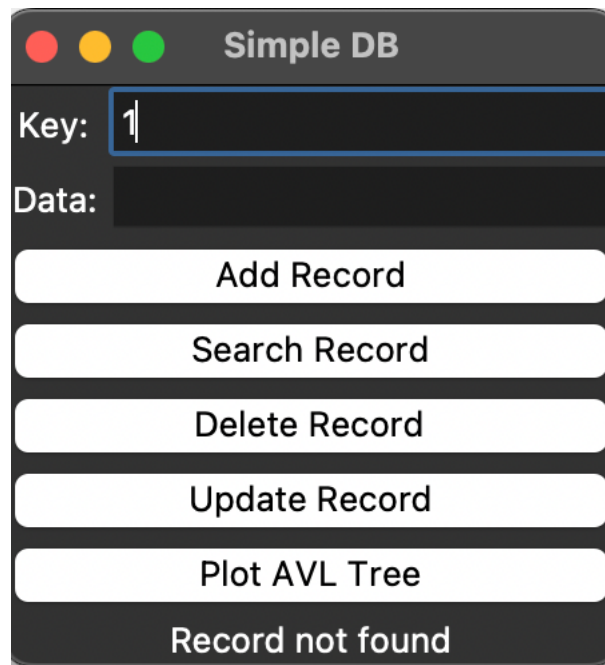 Simple DB
Key: 1
Data:
Add Record
Search Record
Delete Record
Update Record
Plot AVL Tree
Record not found